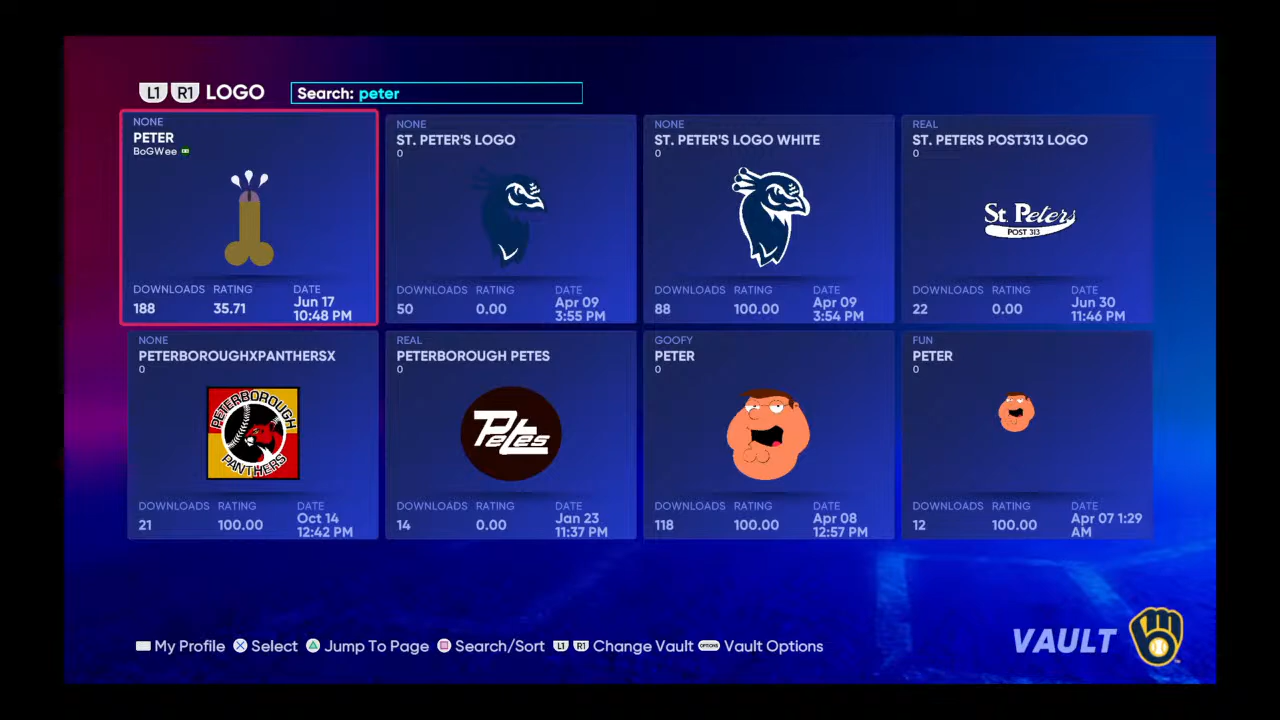 L1 R1 LOGO Search: peter
NONE
PETER
BoGWee
DOWNLOADS RATING DATE
188 35.71 Jun 17
10:48 PM
NONE
ST. PETER'S LOGO
0
DOWNLOADS RATING DATE
50 0.00 Apr 09
3:55 PM
NONE
ST. PETER'S LOGO WHITE
0
DOWNLOADS RATING DATE
88 100.00 Apr 09
3:54 PM
REAL
ST. PETERS POST313 LOGO
0
St. Peters
POST 313
DOWNLOADS RATING DATE
22 0.00 Jun 30
11:46 PM
NONE
PETERBOROUGHXPANTHERSX
0
PETERBOROUGH
PANTHERS
DOWNLOADS RATING DATE
21 100.00 Oct 14
12:42 PM
REAL
PETERBOROUGH PETES
0
Petes
DOWNLOADS RATING DATE
14 0.00 Jan 23
11:37 PM
GOOFY
PETER
0
DOWNLOADS RATING DATE
118 100.00 Apr 08
12:57 PM
FUN
PETER
0
DOWNLOADS RATING DATE
12 100.00 Apr 07 1:29
AM
My Profile Select Jump To Page Search/Sort L1 R1 Change Vault OPTIONS Vault Options
VAULT